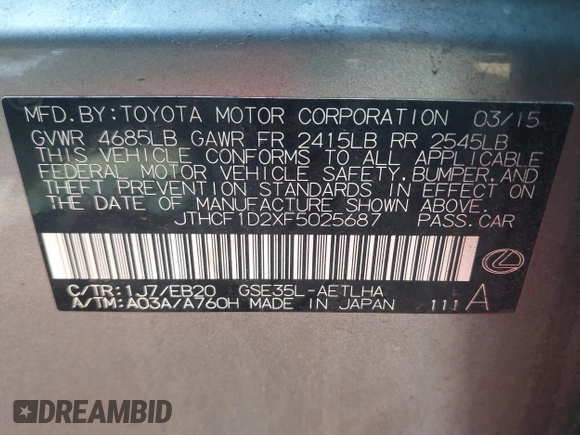 MFD.BY:TOYOTA MOTOR CORPORATION 03/15
GVWR 4685LB GAWR FR 2415LB RR 2545LB
THIS VEHICLE CONFORMS TO ALL APPLICABLE
FEDERAL MOTOR VEHICLE SAFETY,BUMPER,AND
THEFT PREVENTION STANDARDS IN EFFECT ON
THE DATE OF MANUFACTURE SHOWN ABOVE.
JTHCF1D2XF5025687 PASS.CAR
C/TR:1J7/EB20 GSE35L-AETLHA
A/TM:A03A/A760H MADE IN JAPAN 111 A
DREAMBID